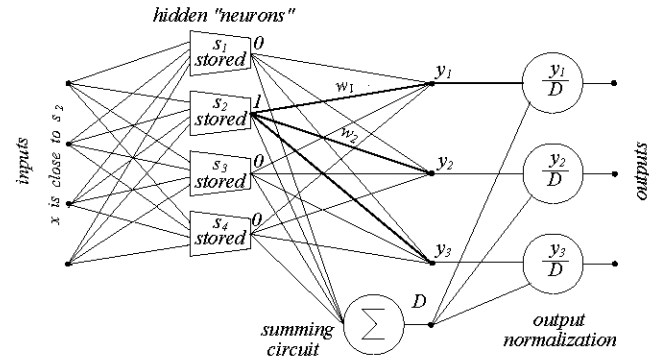 hidden "neurons"
inputs
x is close to s2
s1
stored
0
s2
stored
1
s3
stored
0
s4
stored
0
w1
w2
y1
y2
y3
D
Σ
summing
circuit
y1
D
y2
D
y3
D
outputs
output
normalization